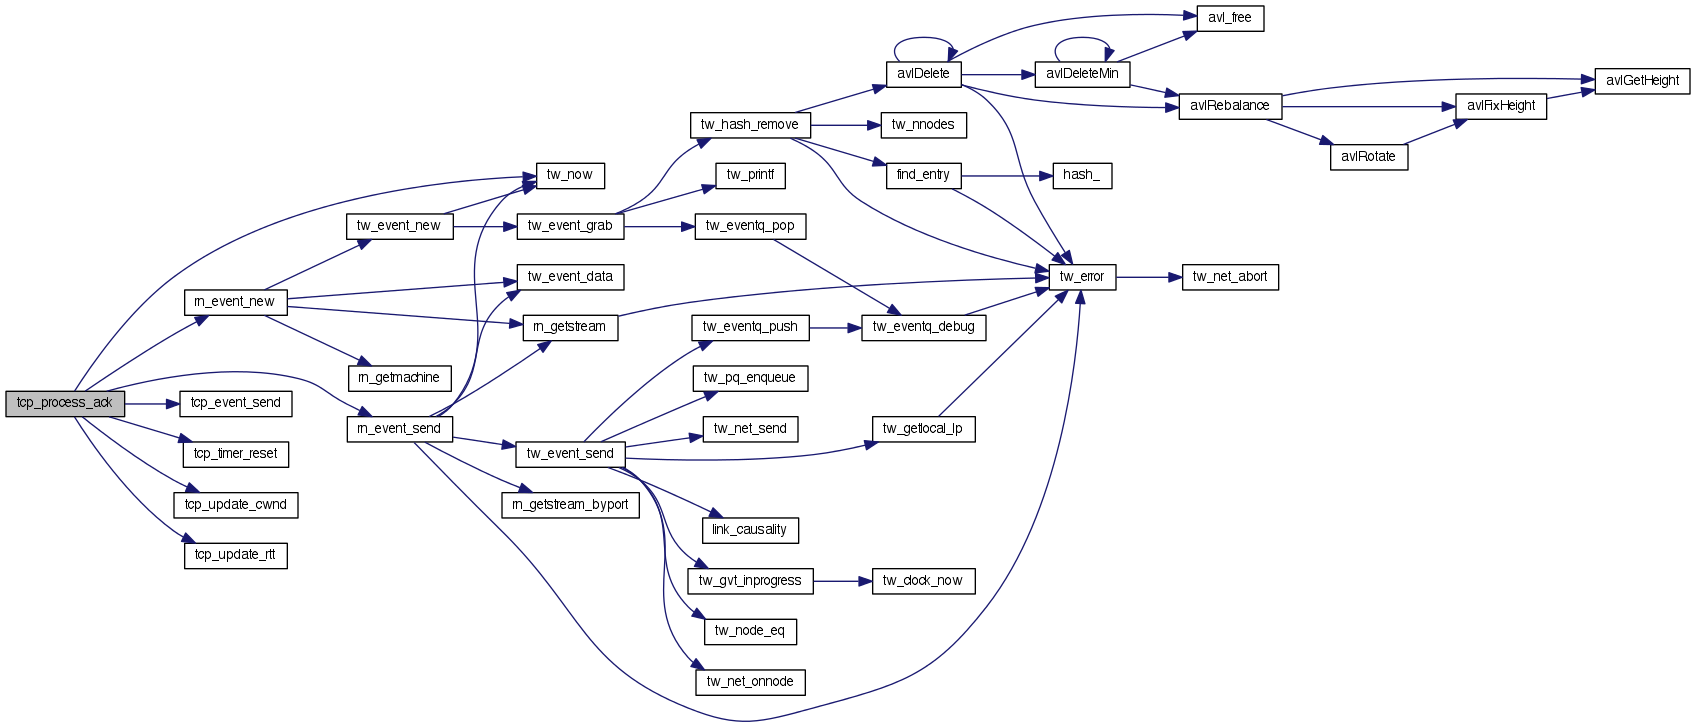 avl_free
avlDelete
avlDeleteMin
avlGetHeight
avlRebalance
avlFixHeight
tw_hash_remove
tw_nnodes
avlRotate
tw_now
tw_printf
find_entry
hash_
tw_event_new
tw_event_grab
tw_eventq_pop
tw_event_data
tw_error
tw_net_abort
rn_event_new
rn_getstream
tw_eventq_push
tw_eventq_debug
rn_getmachine
tw_pq_enqueue
tcp_process_ack
tcp_event_send
rn_event_send
tw_net_send
tw_getlocal_lp
tcp_timer_reset
tw_event_send
tcp_update_cwnd
rn_getstream_byport
link_causality
tcp_update_rtt
tw_gvt_inprogress
tw_clock_now
tw_node_eq
tw_net_onnode